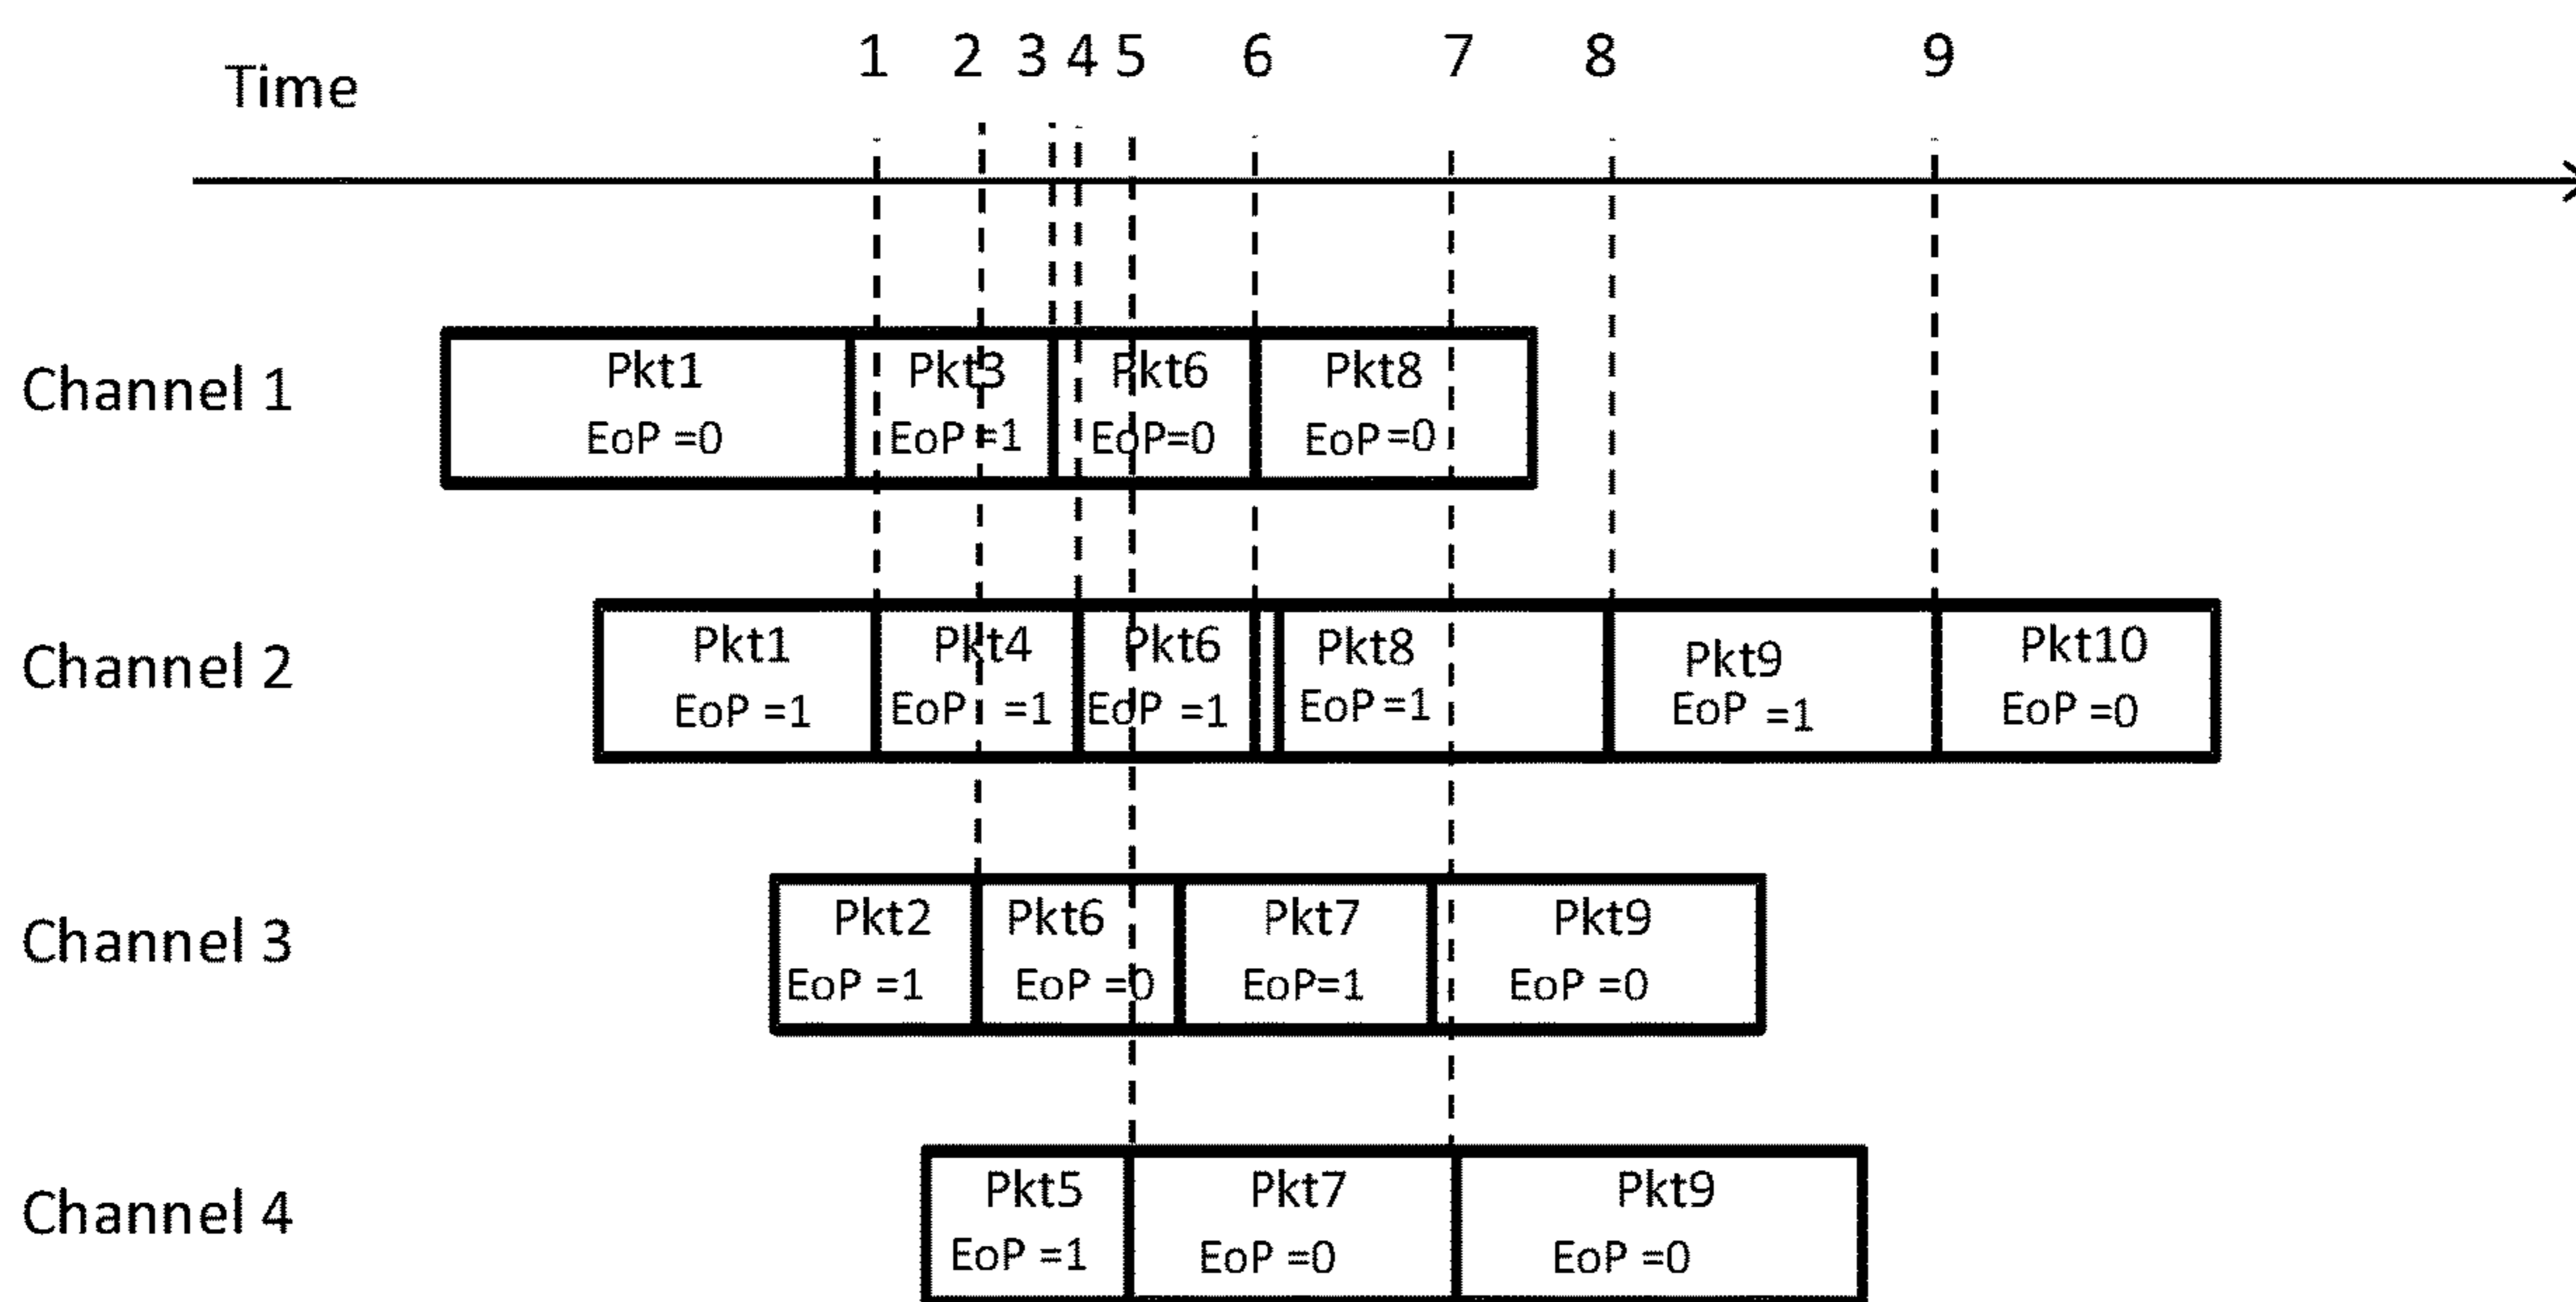 Time 1 2 3 4 5 6 7 8 9
Channel 1
Pkt1 Pkt3 Pkt6 Pkt8
EoP =0 EoP =1 EoP=0 EoP =0
Channel 2
Pkt1 Pkt4 Pkt6 Pkt8 Pkt9 Pkt10
EoP =1 EoP =1 EoP =1 EoP =1 EoP =1 EoP =0
Channel 3
Pkt2 Pkt6 Pkt7 Pkt9
EoP =1 EoP =0 EoP=1 EoP =0
Channel 4
Pkt5 Pkt7 Pkt9
EoP =1 EoP =0 EoP =0